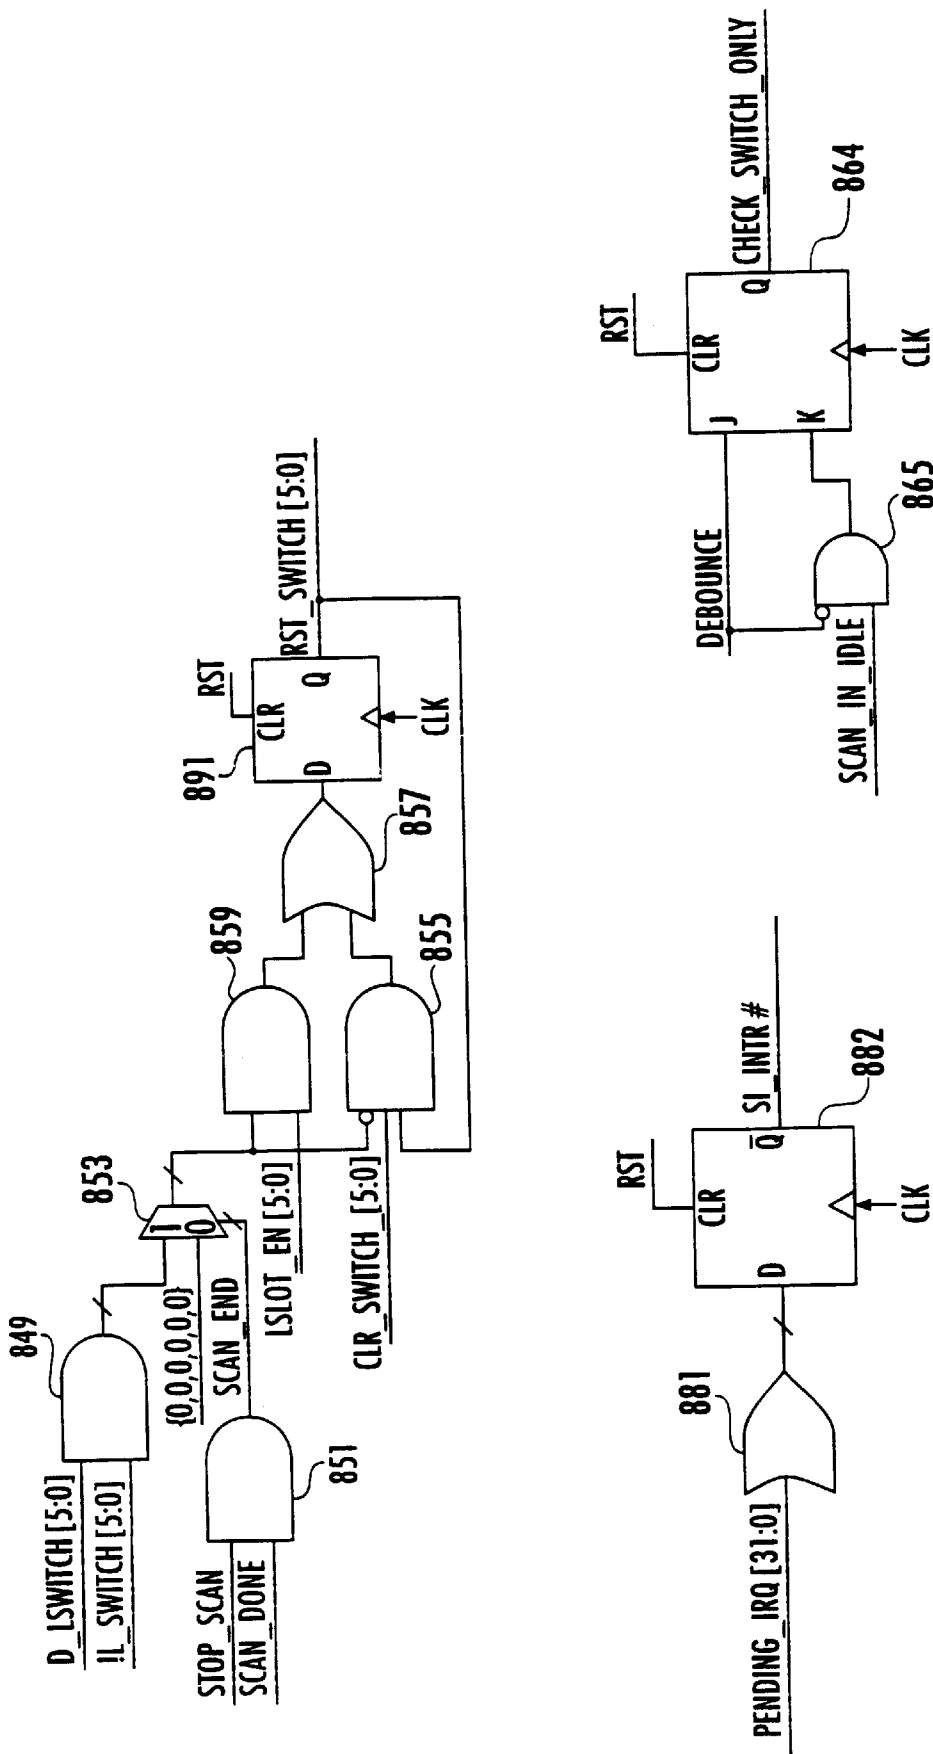 D_LSWITCH [5:0]
!L_SWITCH [5:0]
849
{0,0,0,0,0,0}
1
0
853
STOP_SCAN
SCAN_DONE
851
SCAN_END
LSLOT_EN [5:0]
CLR_SWITCH_[5:0]
859
855
857
891
RST
CLR
D
Q
CLK
RST_SWITCH [5:0]
PENDING_IRQ [31:0]
881
RST
CLR
D
Q
CLK
SI_INTR#
882
SCAN_IN_IDLE
DEBOUNCE
865
RST
CLR
J
K
Q
CLK
CHECK_SWITCH_ONLY
864